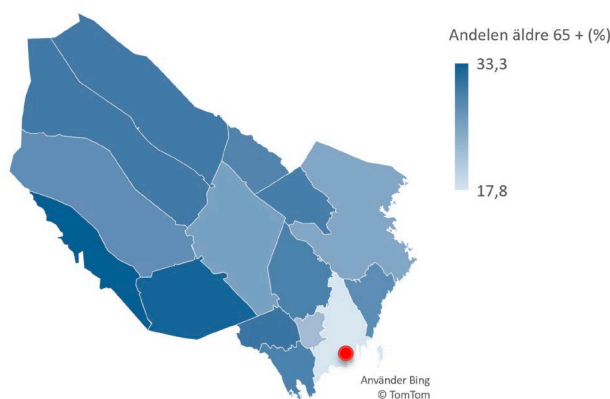 Andelen äldre 65 + (%)
33,3
17,8
Använder Bing
© TomTom